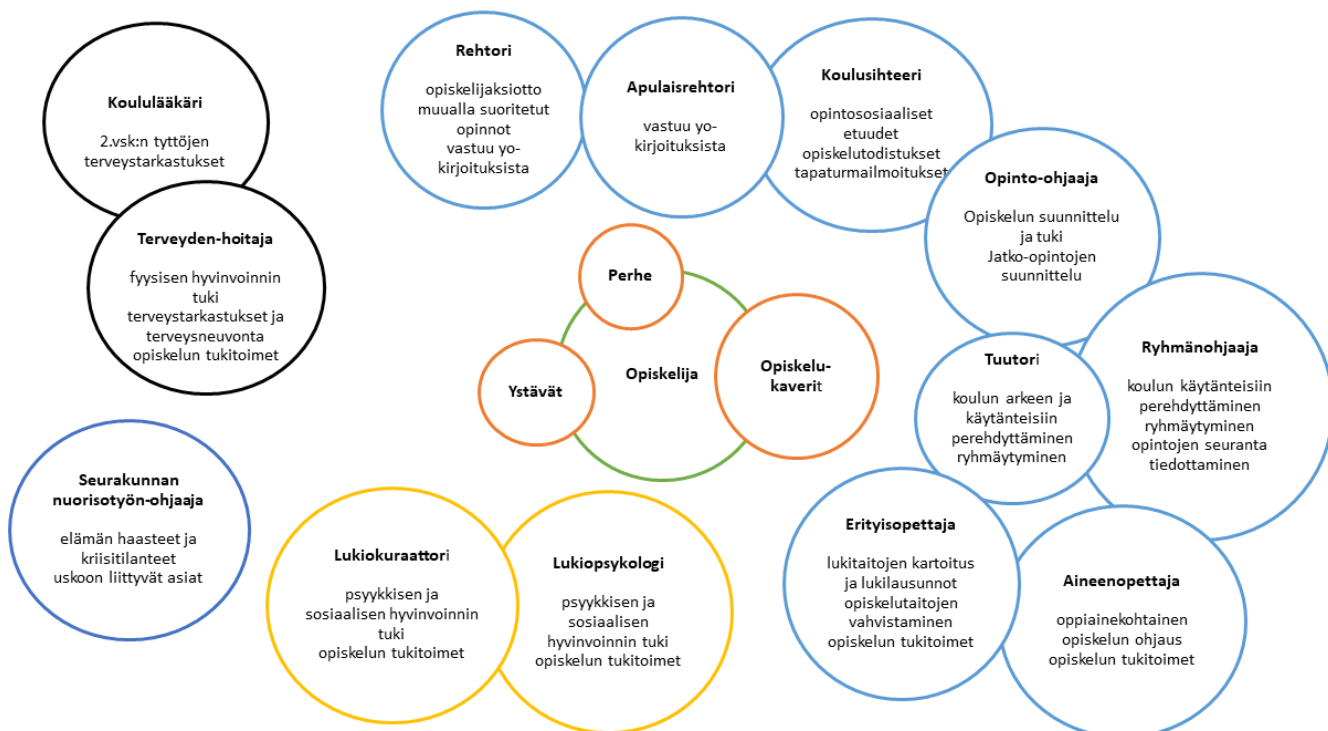 Koululääkäri
2.vsk:n tyttöjen
terveystarkastukset
Terveyden-hoitaja
fyysisen hyvinvoinnin
tuki
terveystarkastukset ja
terveysneuvonta
opiskelun tukitoimet
Seurakunnan
nuorisotyön-ohjaaja
elämän haasteet ja
kriisitilanteet
uskoon liittyvät asiat
Rehtori
opiskelijaksiotto
muualla suoritetut
opinnot
vastuu yo-
kirjoituksista
Apulaisrehtori
vastuu yo-
kirjoituksista
Koulusihteeri
opintososiaaliset
etuudet
opiskelutodistukset
tapaturmailmoitukset
Opinto-ohjaaja
Opiskelun suunnittelu
ja tuki
Jatko-opintojen
suunnittelu
Perhe
Ystävät
Opiskelija
Opiskelu-
kaverit
Tuutori
koulun arkeen ja
käytänteisiin
perehdyttäminen
ryhmäytyminen
Ryhmänohjaaja
koulun käytänteisiin
perehdyttäminen
ryhmäytyminen
opintojen seuranta
tiedottaminen
Lukiokuraattori
psyykkisen ja
sosiaalisen hyvinvoinnin
tuki
opiskelun tukitoimet
Lukiopsykologi
psyykkisen ja
sosiaalisen
hyvinvoinnin tuki
opiskelun tukitoimet
Erityisopettaja
lukitaitojen kartoitus
ja lukilausunnot
opiskelutaitojen
vahvistaminen
opiskelun tukitoimet
Aineenopettaja
oppiainekohtainen
opiskelun ohjaus
opiskelun tukitoimet